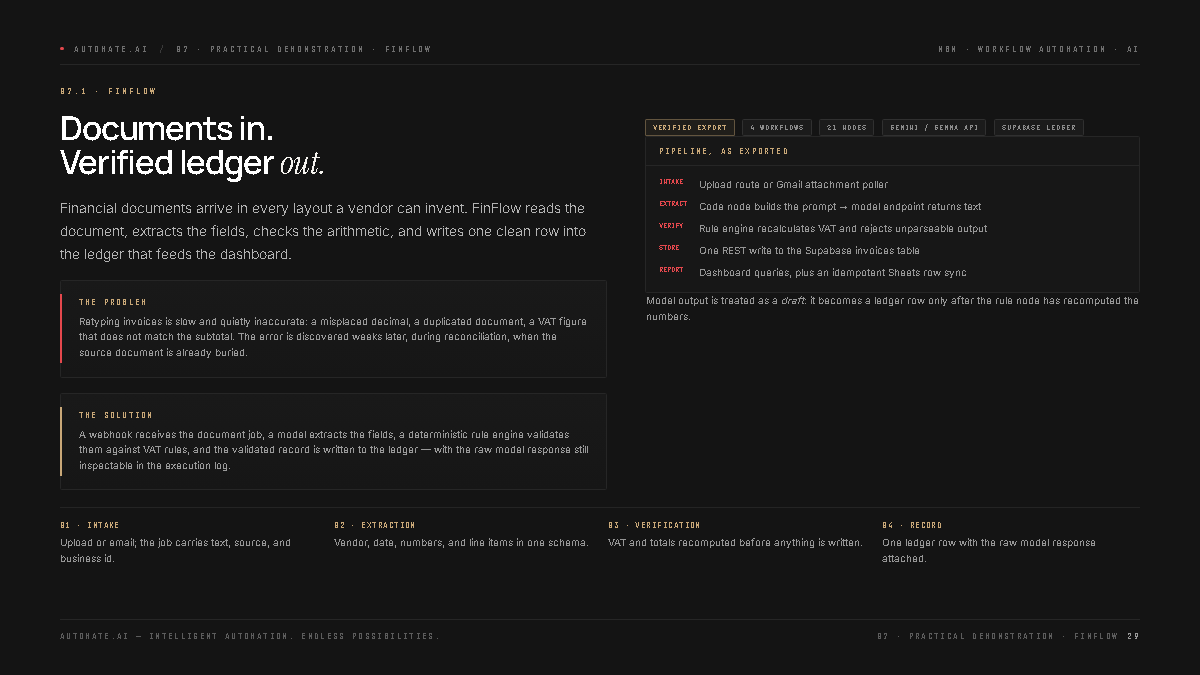 AUTOMATE.AI / 07 · PRACTICAL DEMONSTRATION · FINFLOW
N8N · WORKFLOW AUTOMATION · AI
07.1 · FINFLOW
Documents in.
Verified ledger out.
Financial documents arrive in every layout a vendor can invent. FinFlow reads the
document, extracts the fields, checks the arithmetic, and writes one clean row into
the ledger that feeds the dashboard.
THE PROBLEM
Retyping invoices is slow and quietly inaccurate: a misplaced decimal, a duplicated document, a VAT figure
that does not match the subtotal. The error is discovered weeks later, during reconciliation, when the
source document is already buried.
THE SOLUTION
A webhook receives the document job, a model extracts the fields, a deterministic rule engine validates
them against VAT rules, and the validated record is written to the ledger — with the raw model response still
inspectable in the execution log.
VERIFIED EXPORT
4 WORKFLOWS
21 NODES
GEMINI / GEMMA API
SUPABASE LEDGER
PIPELINE, AS EXPORTED
INTAKE Upload route or Gmail attachment poller
EXTRACT Code node builds the prompt → model endpoint returns text
VERIFY Rule engine recalculates VAT and rejects unparseable output
STORE One REST write to the Supabase invoices table
REPORT Dashboard queries, plus an idempotent Sheets row sync
Model output is treated as a draft: it becomes a ledger row only after the rule node has recomputed the
numbers.
01 · INTAKE
Upload or email; the job carries text, source, and
business id.
02 · EXTRACTION
Vendor, date, numbers, and line items in one schema.
03 · VERIFICATION
VAT and totals recomputed before anything is written.
04 · RECORD
One ledger row with the raw model response
attached.
AUTOMATE.AI — INTELLIGENT AUTOMATION. ENDLESS POSSIBILITIES.
07 · PRACTICAL DEMONSTRATION · FINFLOW 29